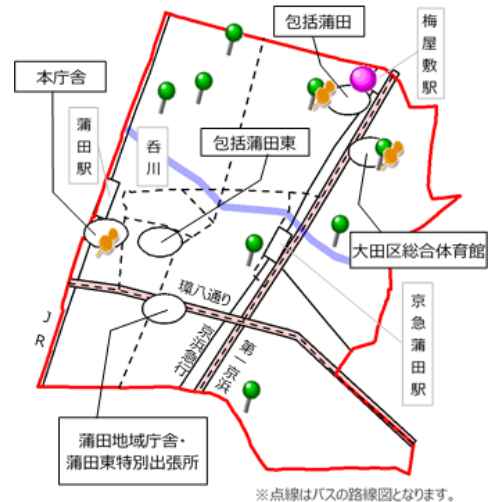 包括蒲田
梅屋敷駅
本庁舎
蒲田駅
呑川
包括蒲田東
大田区総合体育館
環八通り
京急蒲田駅
JR
京浜急行
第一京浜
蒲田地域庁舎・
蒲田東特別出張所
※点線はバスの路線図となります。